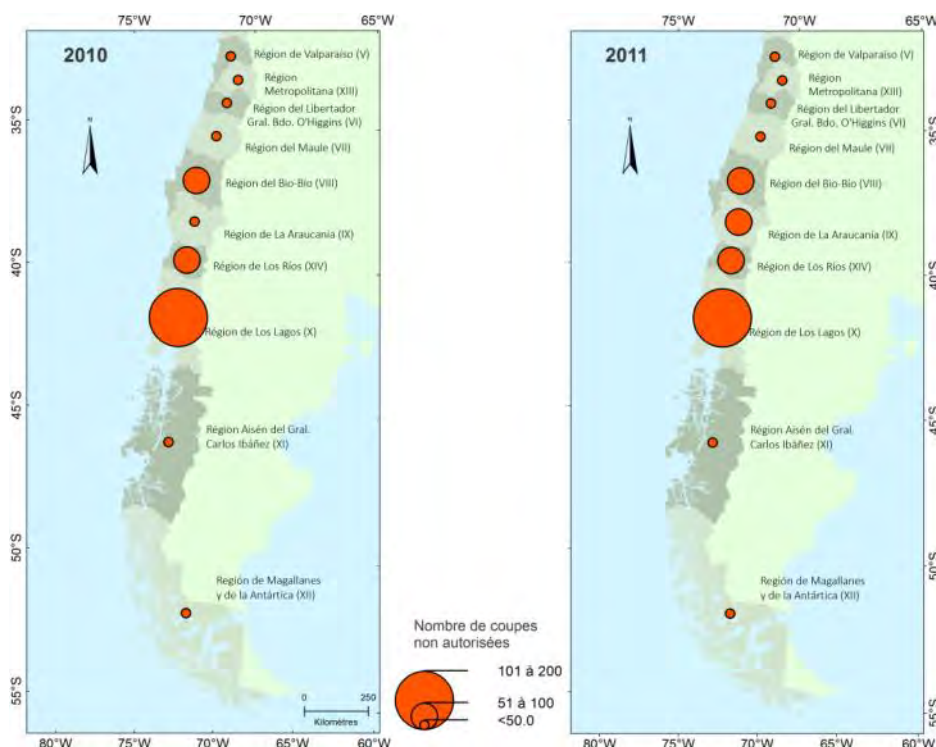 80°W 75°W 70°W 65°W
2010
Région de Valparaíso (V)
Región
Metropolitana (XIII)
Région del Libertador
Gral. Bdo. O'Higgins (VI)
Région del Maule (VII)
Région del Bio-Bío (VIII)
Région de La Araucanía (IX)
Région de Los Ríos (XIV)
Région de Los Lagos (X)
Région Aisén del Gral.
Carlos Ibáñez (XI)
Región de Magallanes
y de la Antártica (XII)
35°S
40°S
45°S
50°S
55°S
N
0 250
Kilomètres
80°W 75°W 70°W 65°W
Nombre de coupes
non autorisées
101 à 200
51 à 100
<50.0
80°W 75°W 70°W 65°W
2011
Région de Valparaíso (V)
Région
Metropolitana (XIII)
Région del Libertador
Gral. Bdo. O'Higgins (VI)
Région del Maule (VII)
Région del Bio-Bío (VIII)
Région de La Araucanía (IX)
Région de Los Ríos (XIV)
Région de Los Lagos (X)
Région Aisén del Gral.
Carlos Ibáñez (XI)
Región de Magallanes
y de la Antártica (XII)
35°S
40°S
45°S
50°S
55°S
N
80°W 75°W 70°W 65°W